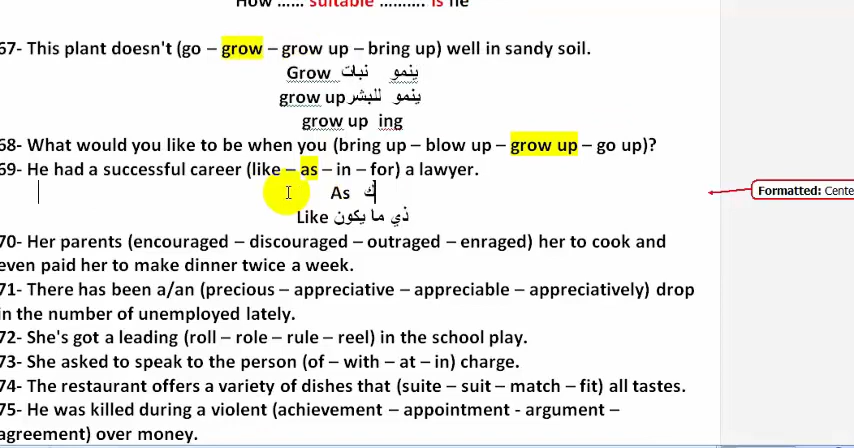 How ...... suitable .......... is he
67- This plant doesn't (go – grow – grow up – bring up) well in sandy soil.
Grow ينمو نبات
grow up ينمو للبشر
grow up ing
68- What would you like to be when you (bring up – blow up – grow up – go up)?
69- He had a successful career (like – as – in – for) a lawyer.
As ك
Like ذي ما يكون
70- Her parents (encouraged – discouraged – outraged – enraged) her to cook and
even paid her to make dinner twice a week.
71- There has been a/an (precious – appreciative – appreciable – appreciatively) drop
in the number of unemployed lately.
72- She's got a leading (roll – role – rule – reel) in the school play.
73- She asked to speak to the person (of – with – at – in) charge.
74- The restaurant offers a variety of dishes that (suite – suit – match – fit) all tastes.
75- He was killed during a violent (achievement – appointment - argument –
agreement) over money.
Formatted: Cente